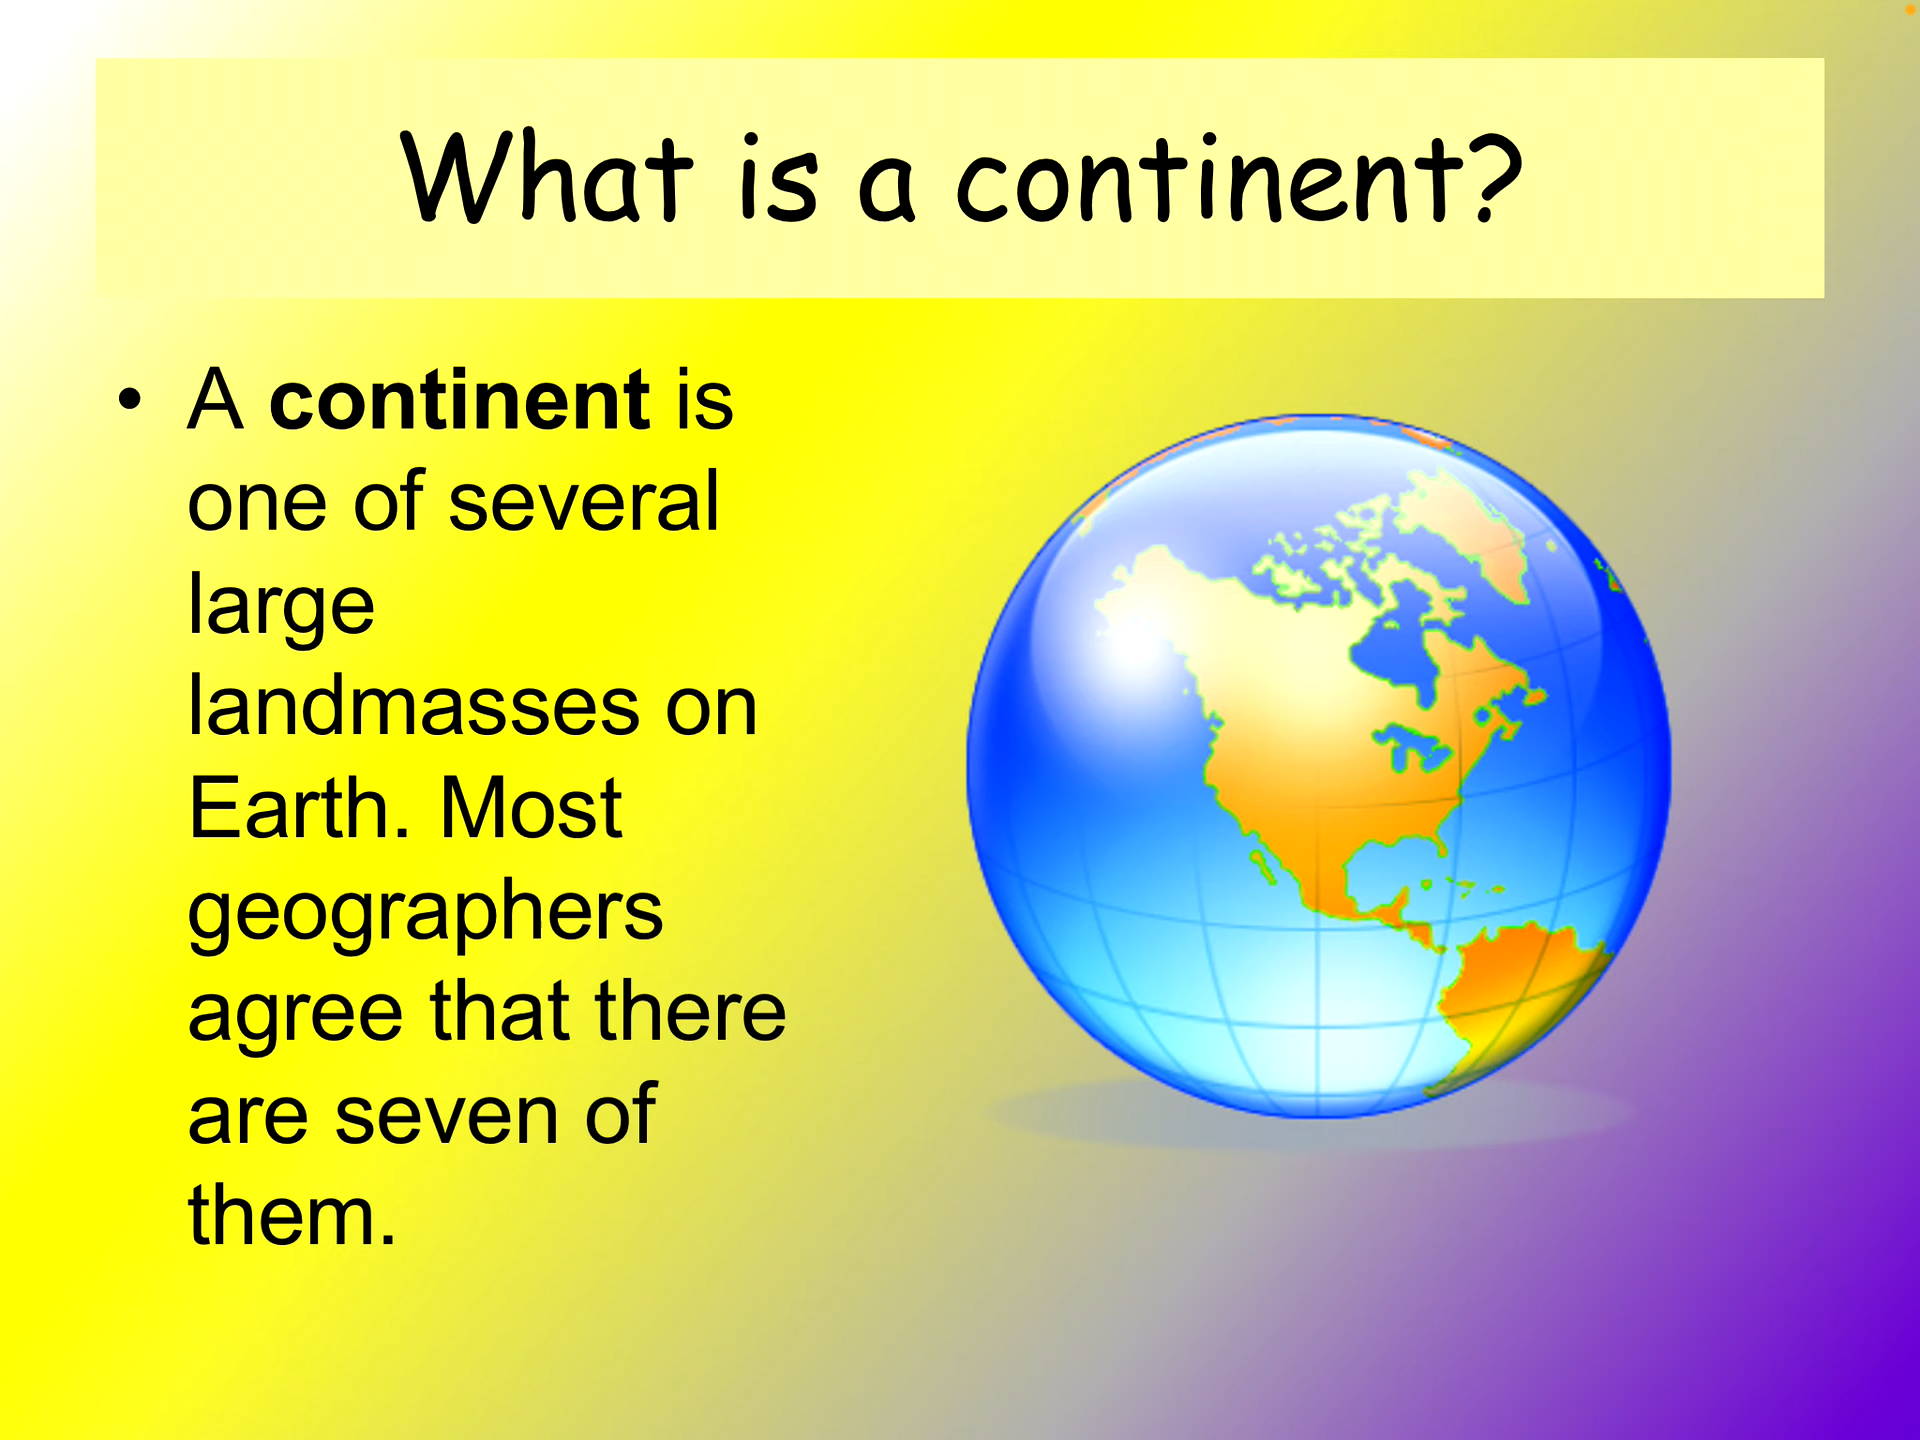 What is a continent?
• A continent is
one of several
large
landmasses on
Earth. Most
geographers
agree that there
are seven of
them.